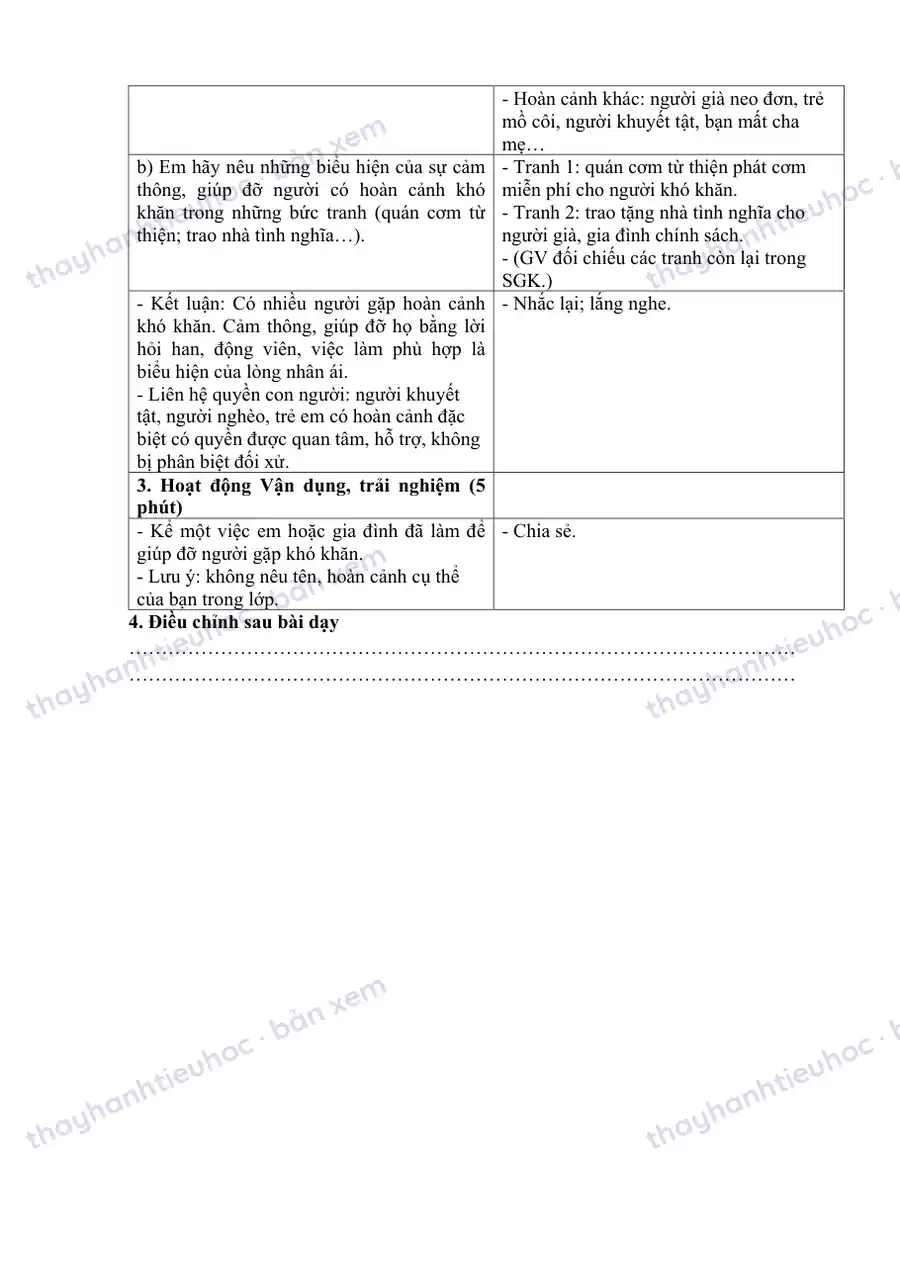 - Hoàn cảnh khác: người già neo đơn, trẻ
mồ côi, người khuyết tật, bạn mất cha
mẹ…
b) Em hãy nêu những biểu hiện của sự cảm
thông, giúp đỡ người có hoàn cảnh khó
khăn trong những bức tranh (quán cơm từ
thiện; trao nhà tình nghĩa…).
- Tranh 1: quán cơm từ thiện phát cơm
miễn phí cho người khó khăn.
- Tranh 2: trao tặng nhà tình nghĩa cho
người già, gia đình chính sách.
- (GV đối chiếu các tranh còn lại trong
SGK.)
- Kết luận: Có nhiều người gặp hoàn cảnh
khó khăn. Cảm thông, giúp đỡ họ bằng lời
hỏi han, động viên, việc làm phù hợp là
biểu hiện của lòng nhân ái.
- Liên hệ quyền con người: người khuyết
tật, người nghèo, trẻ em có hoàn cảnh đặc
biệt có quyền được quan tâm, hỗ trợ, không
bị phân biệt đối xử.
- Nhắc lại; lắng nghe.
3. Hoạt động Vận dụng, trải nghiệm (5
phút)
- Kể một việc em hoặc gia đình đã làm để
giúp đỡ người gặp khó khăn.
- Lưu ý: không nêu tên, hoàn cảnh cụ thể
của bạn trong lớp.
- Chia sẻ.
4. Điều chỉnh sau bài dạy
…………………………………………………………………………………………
…………………………………………………………………………………………
thayhanhtieuhoc · bản xem
thayhanhtieuhoc · b
thayhanhtieuhoc · bản xem
thayhanhtieuhoc · b
thayhanhtieuhoc · bản xem
thayhanhtieuhoc · b